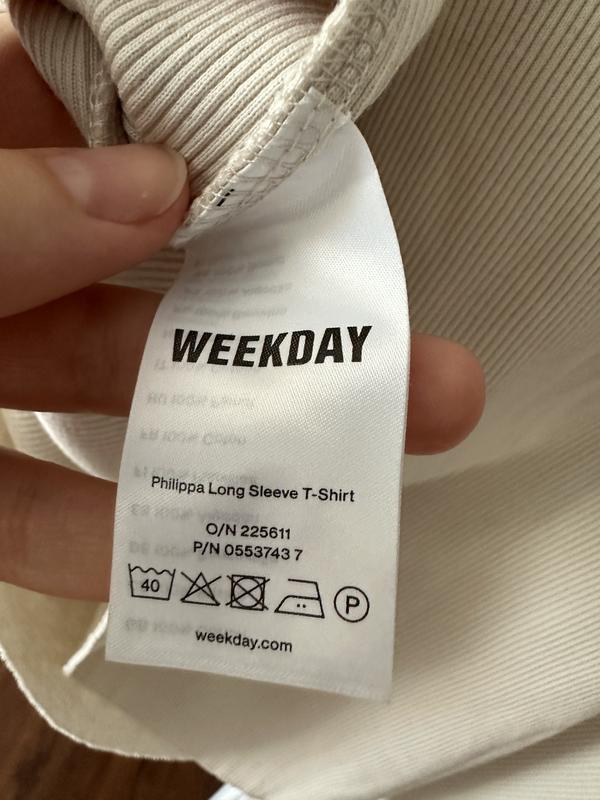 WEEKDAY
Philippa Long Sleeve T-Shirt
O/N 225611
P/N 0553743 7
40
P
weekday.com